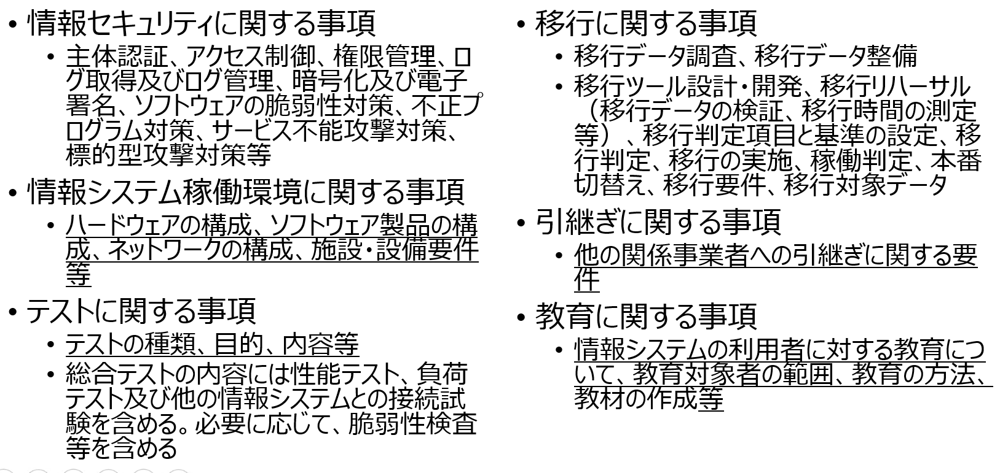 • 情報セキュリティに関する事項
• 主体認証、アクセス制御、権限管理、ロ
グ取得及びログ管理、暗号化及び電子
署名、ソフトウェアの脆弱性対策、不正プ
ログラム対策、サービス不能攻撃対策、
標的型攻撃対策等
• 情報システム稼働環境に関する事項
• ハードウェアの構成、ソフトウェア製品の構
成、ネットワークの構成、施設・設備要件
等
• テストに関する事項
• テストの種類、目的、内容等
• 総合テストの内容には性能テスト、負荷
テスト及び他の情報システムとの接続試
験を含める。必要に応じて、脆弱性検査
等を含める
• 移行に関する事項
• 移行データ調査、移行データ整備
• 移行ツール設計・開発、移行リハーサル
（移行データの検証、移行時間の測定
等）、移行判定項目と基準の設定、移
行判定、移行の実施、稼働判定、本番
切替え、移行要件、移行対象データ
• 引継ぎに関する事項
• 他の関係事業者への引継ぎに関する要
件
• 教育に関する事項
• 情報システムの利用者に対する教育につ
いて、教育対象者の範囲、教育の方法、
教材の作成等